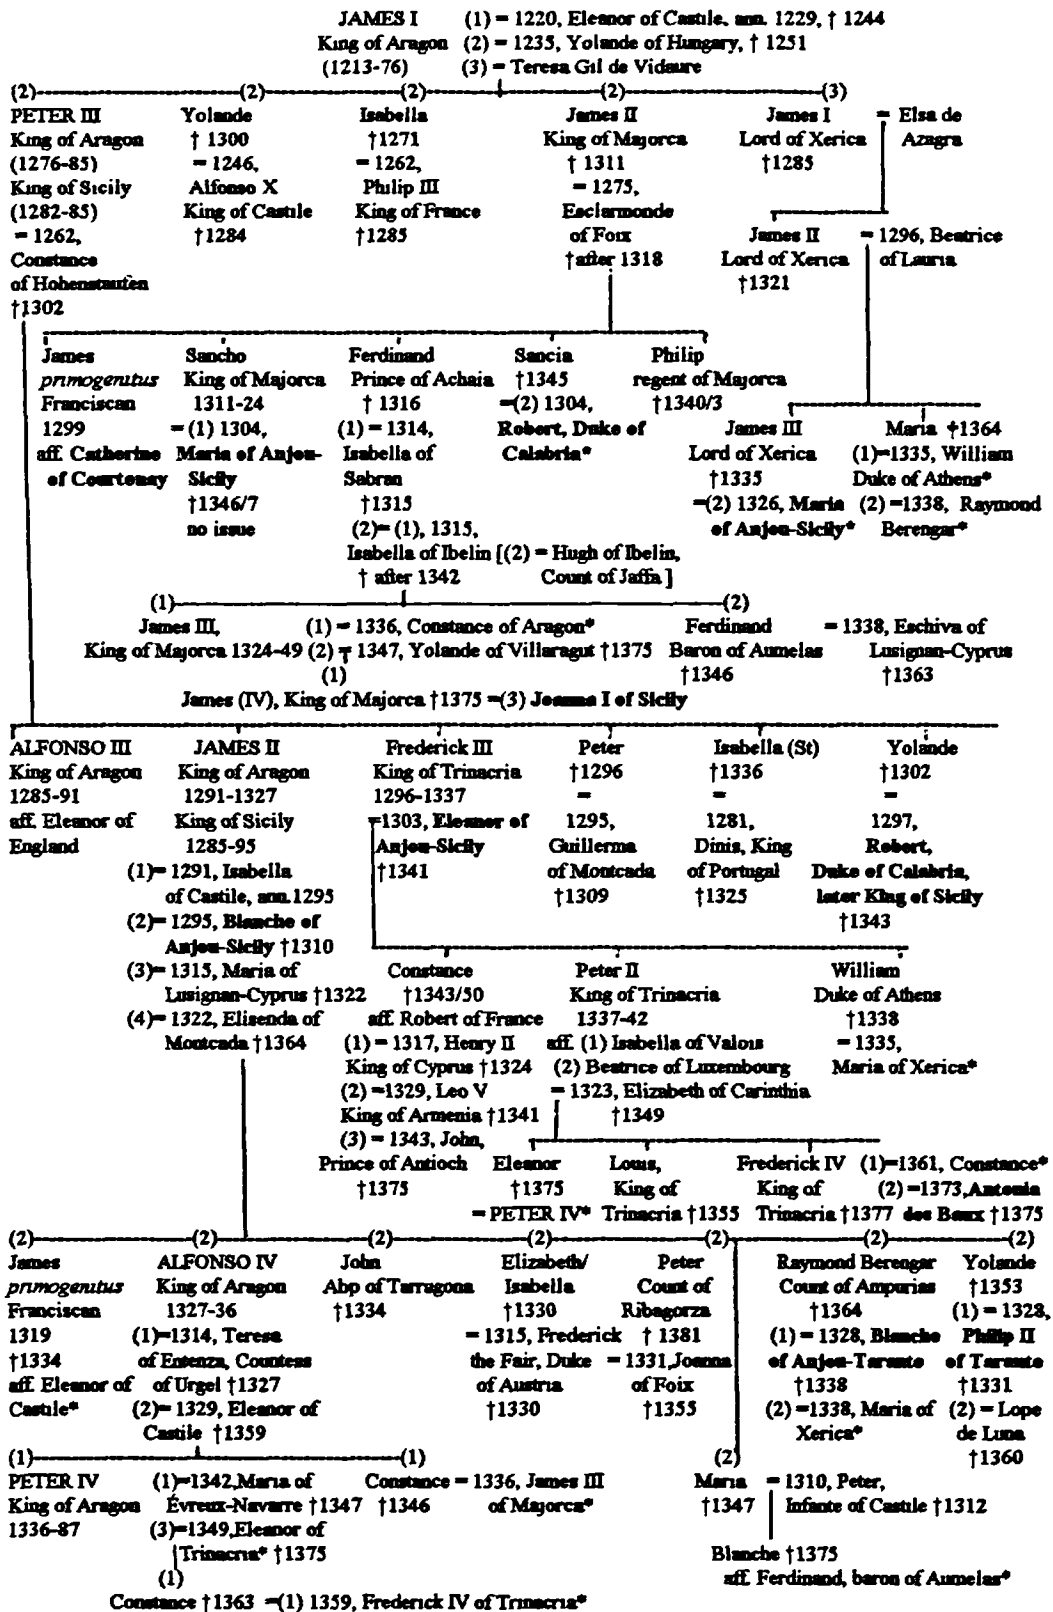 JAMES I (1) = 1220, Eleanor of Castile, ann. 1229, † 1244
King of Aragon (2) = 1235, Yolande of Hungary, † 1251
(1213-76) (3) = Teresa Gil de Vidaure
(2) (2) (2) (2) (3)
PETER III
King of Aragon
(1276-85)
King of Sicily
(1282-85)
= 1262,
Constance
of Hohenstaufen
†1302
Yolande
† 1300
= 1246,
Alfonso X
King of Castile
†1284
Isabella
†1271
= 1262,
Philip III
King of France
†1285
James II
King of Majorca
† 1311
= 1275,
Esclarmonde
of Foix
†after 1318
James I
Lord of Xerica
†1285
= Elsa de
Azagra
James II
Lord of Xerica
†1321
= 1296, Beatrice
of Lauria
James
primogenitus
Franciscan
1299
aff. Catherine
of Courtenay
Sancho
King of Majorca
1311-24
= (1) 1304,
Maria of Anjou-
Sicily
†1346/7
no issue
Ferdinand
Prince of Achaia
† 1316
(1) = 1314,
Isabella of
Sabran
†1315
(2)= (1), 1315,
Isabella of Ibelin [(2) = Hugh of Ibelin,
† after 1342 Count of Jaffa ]
Sancia
†1345
=(2) 1304,
Robert, Duke of
Calabria*
Philip
regent of Majorca
†1340/3
James III
Lord of Xerica
†1335
=(2) 1326, Maria
of Anjou-Sicily*
Maria †1364
(1)=1335, William
Duke of Athens*
(2) =1338, Raymond
Berengar*
(1) (2)
James III,
King of Majorca 1324-49
(1) = 1336, Constance of Aragon*
(2) = 1347, Yolande of Villaragut †1375
(1)
Ferdinand
Baron of Aumelas
†1346
= 1338, Eschiva of
Lusignan-Cyprus
†1363
James (IV), King of Majorca †1375 =(3) Joanna I of Sicily
ALFONSO III
King of Aragon
1285-91
aff. Eleanor of
England
JAMES II
King of Aragon
1291-1327
King of Sicily
1285-95
(1)= 1291, Isabella
of Castile, ann.1295
(2)= 1295, Blanche of
Anjou-Sicily †1310
(3)= 1315, Maria of
Lusignan-Cyprus †1322
(4)= 1322, Elisenda of
Montcada †1364
Frederick III
King of Trinacria
1296-1337
=1303, Eleanor of
Anjou-Sicily
†1341
Peter
†1296
=
1295,
Guillerma
of Montcada
†1309
Isabella (St)
†1336
=
1281,
Dinis, King
of Portugal
†1325
Yolande
†1302
=
1297,
Robert,
Duke of Calabria,
later King of Sicily
†1343
Constance
†1343/50
aff. Robert of France
(1) = 1317, Henry II
King of Cyprus †1324
(2) =1329, Leo V
King of Armenia †1341
(3) = 1343, John,
Prince of Antioch
†1375
Peter II
King of Trinacria
1337-42
aff. (1) Isabella of Valois
(2) Beatrice of Luxembourg
= 1323, Elizabeth of Carinthia
†1349
William
Duke of Athens
†1338
= 1335,
Maria of Xerica*
Eleanor
†1375
= PETER IV*
Louis,
King of
Trinacria †1355
Frederick IV
King of
Trinacria †1377
(1)=1361, Constance*
(2) =1373,Antonia
des Baux †1375
(2) (2) (2) (2) (2) (2) (2)
James
primogenitus
Franciscan
1319
†1334
aff. Eleanor of
Castile*
ALFONSO IV
King of Aragon
1327-36
(1)=1314, Teresa
of Entenza, Countess
of Urgel †1327
(2)= 1329, Eleanor of
Castile †1359
John
Abp of Tarragona
†1334
Elizabeth/
Isabella
†1330
= 1315, Frederick
the Fair, Duke
of Austria
†1330
Peter
Count of
Ribagorza
† 1381
= 1331,Joanna
of Foix
†1355
Raymond Berengar
Count of Ampurias
†1364
(1) = 1328, Blanche
of Anjou-Taranto
†1338
(2) =1338, Maria of
Xerica*
Yolande
†1353
(1) = 1328,
Philip II
of Taranto
†1331
(2) = Lope
de Luna
†1360
(1) (1) (2)
PETER IV
King of Aragon
1336-87
(1)=1342,Maria of
Évreux-Navarre †1347
(3)=1349,Eleanor of
Trinacria* †1375
(1)
Constance = 1336, James III
†1346 of Majorca*
Maria
†1347
= 1310, Peter,
Infante of Castile †1312
Blanche †1375
aff. Ferdinand, baron of Aumelas*
Constance †1363 =(1) 1359, Frederick IV of Trinacria*